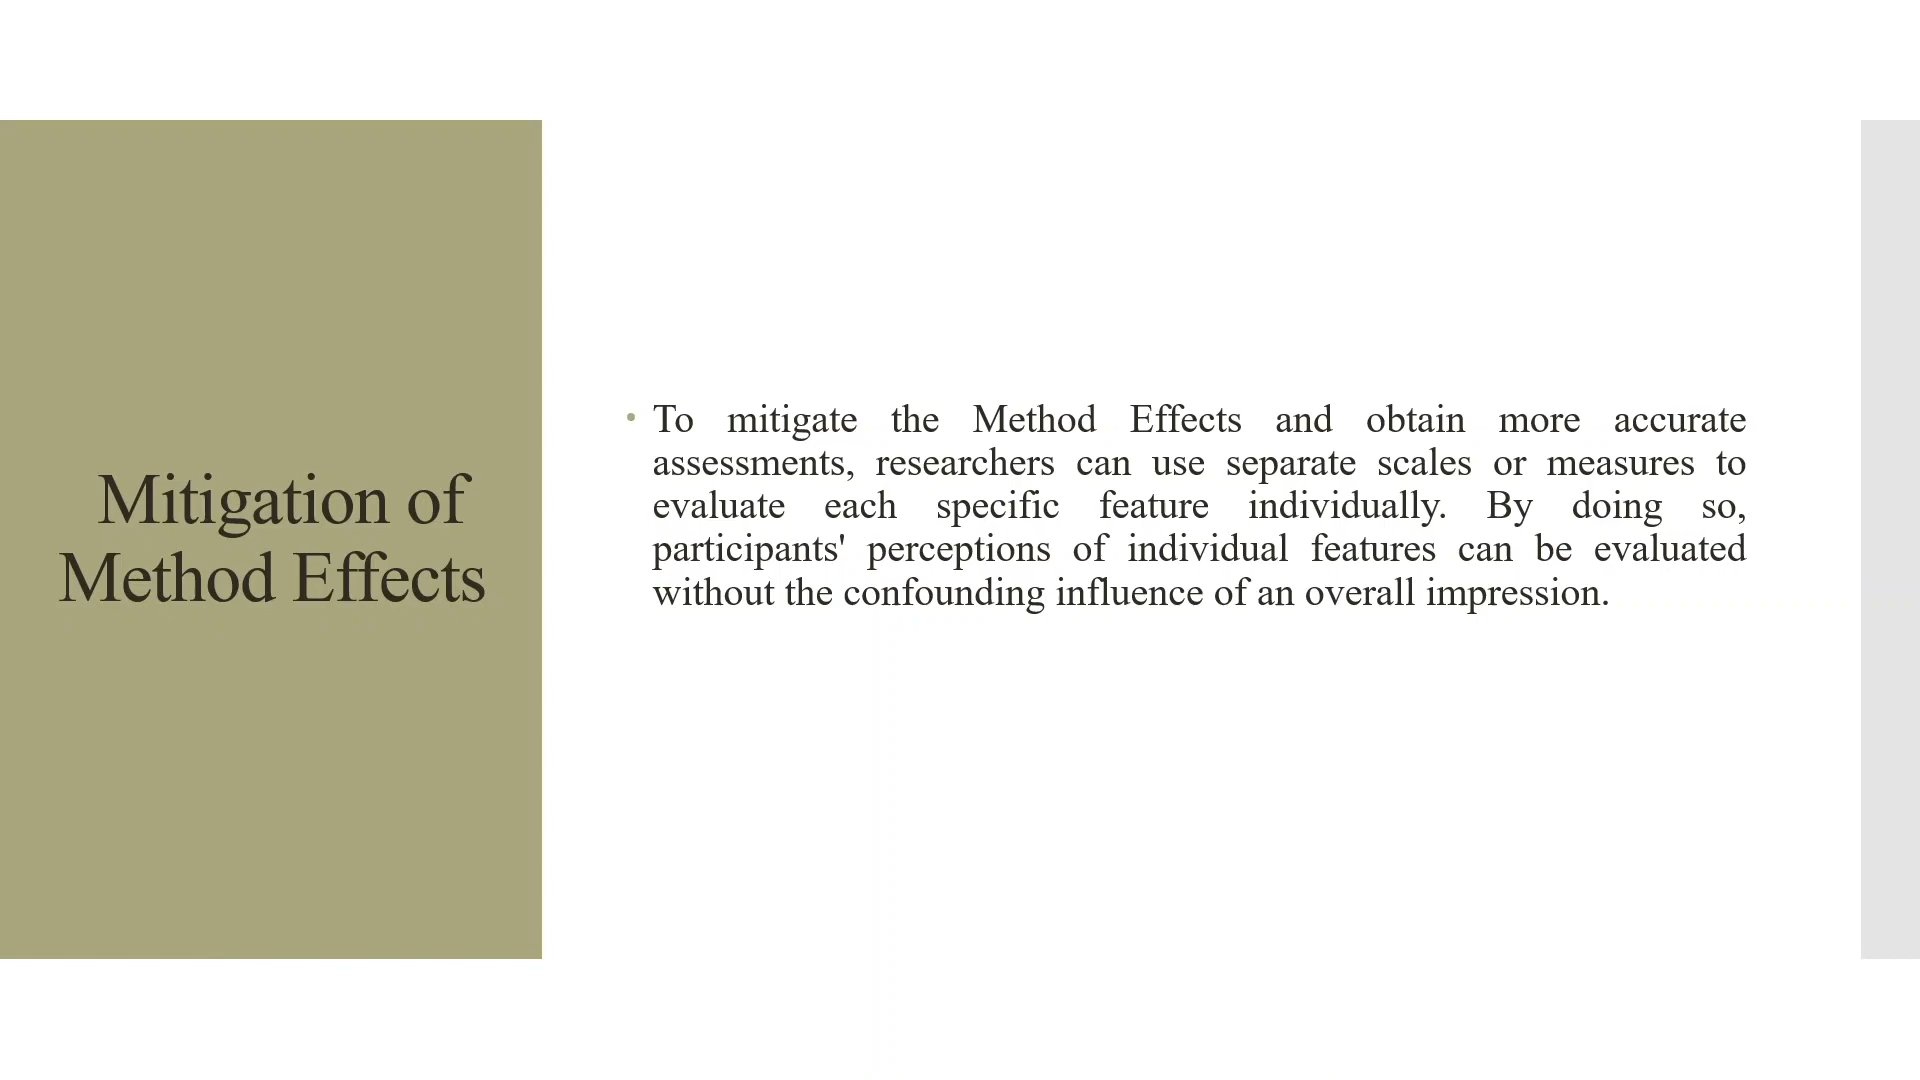 Mitigation of
Method Effects
• To mitigate the Method Effects and obtain more accurate
assessments, researchers can use separate scales or measures to
evaluate each specific feature individually. By doing so,
participants' perceptions of individual features can be evaluated
without the confounding influence of an overall impression.